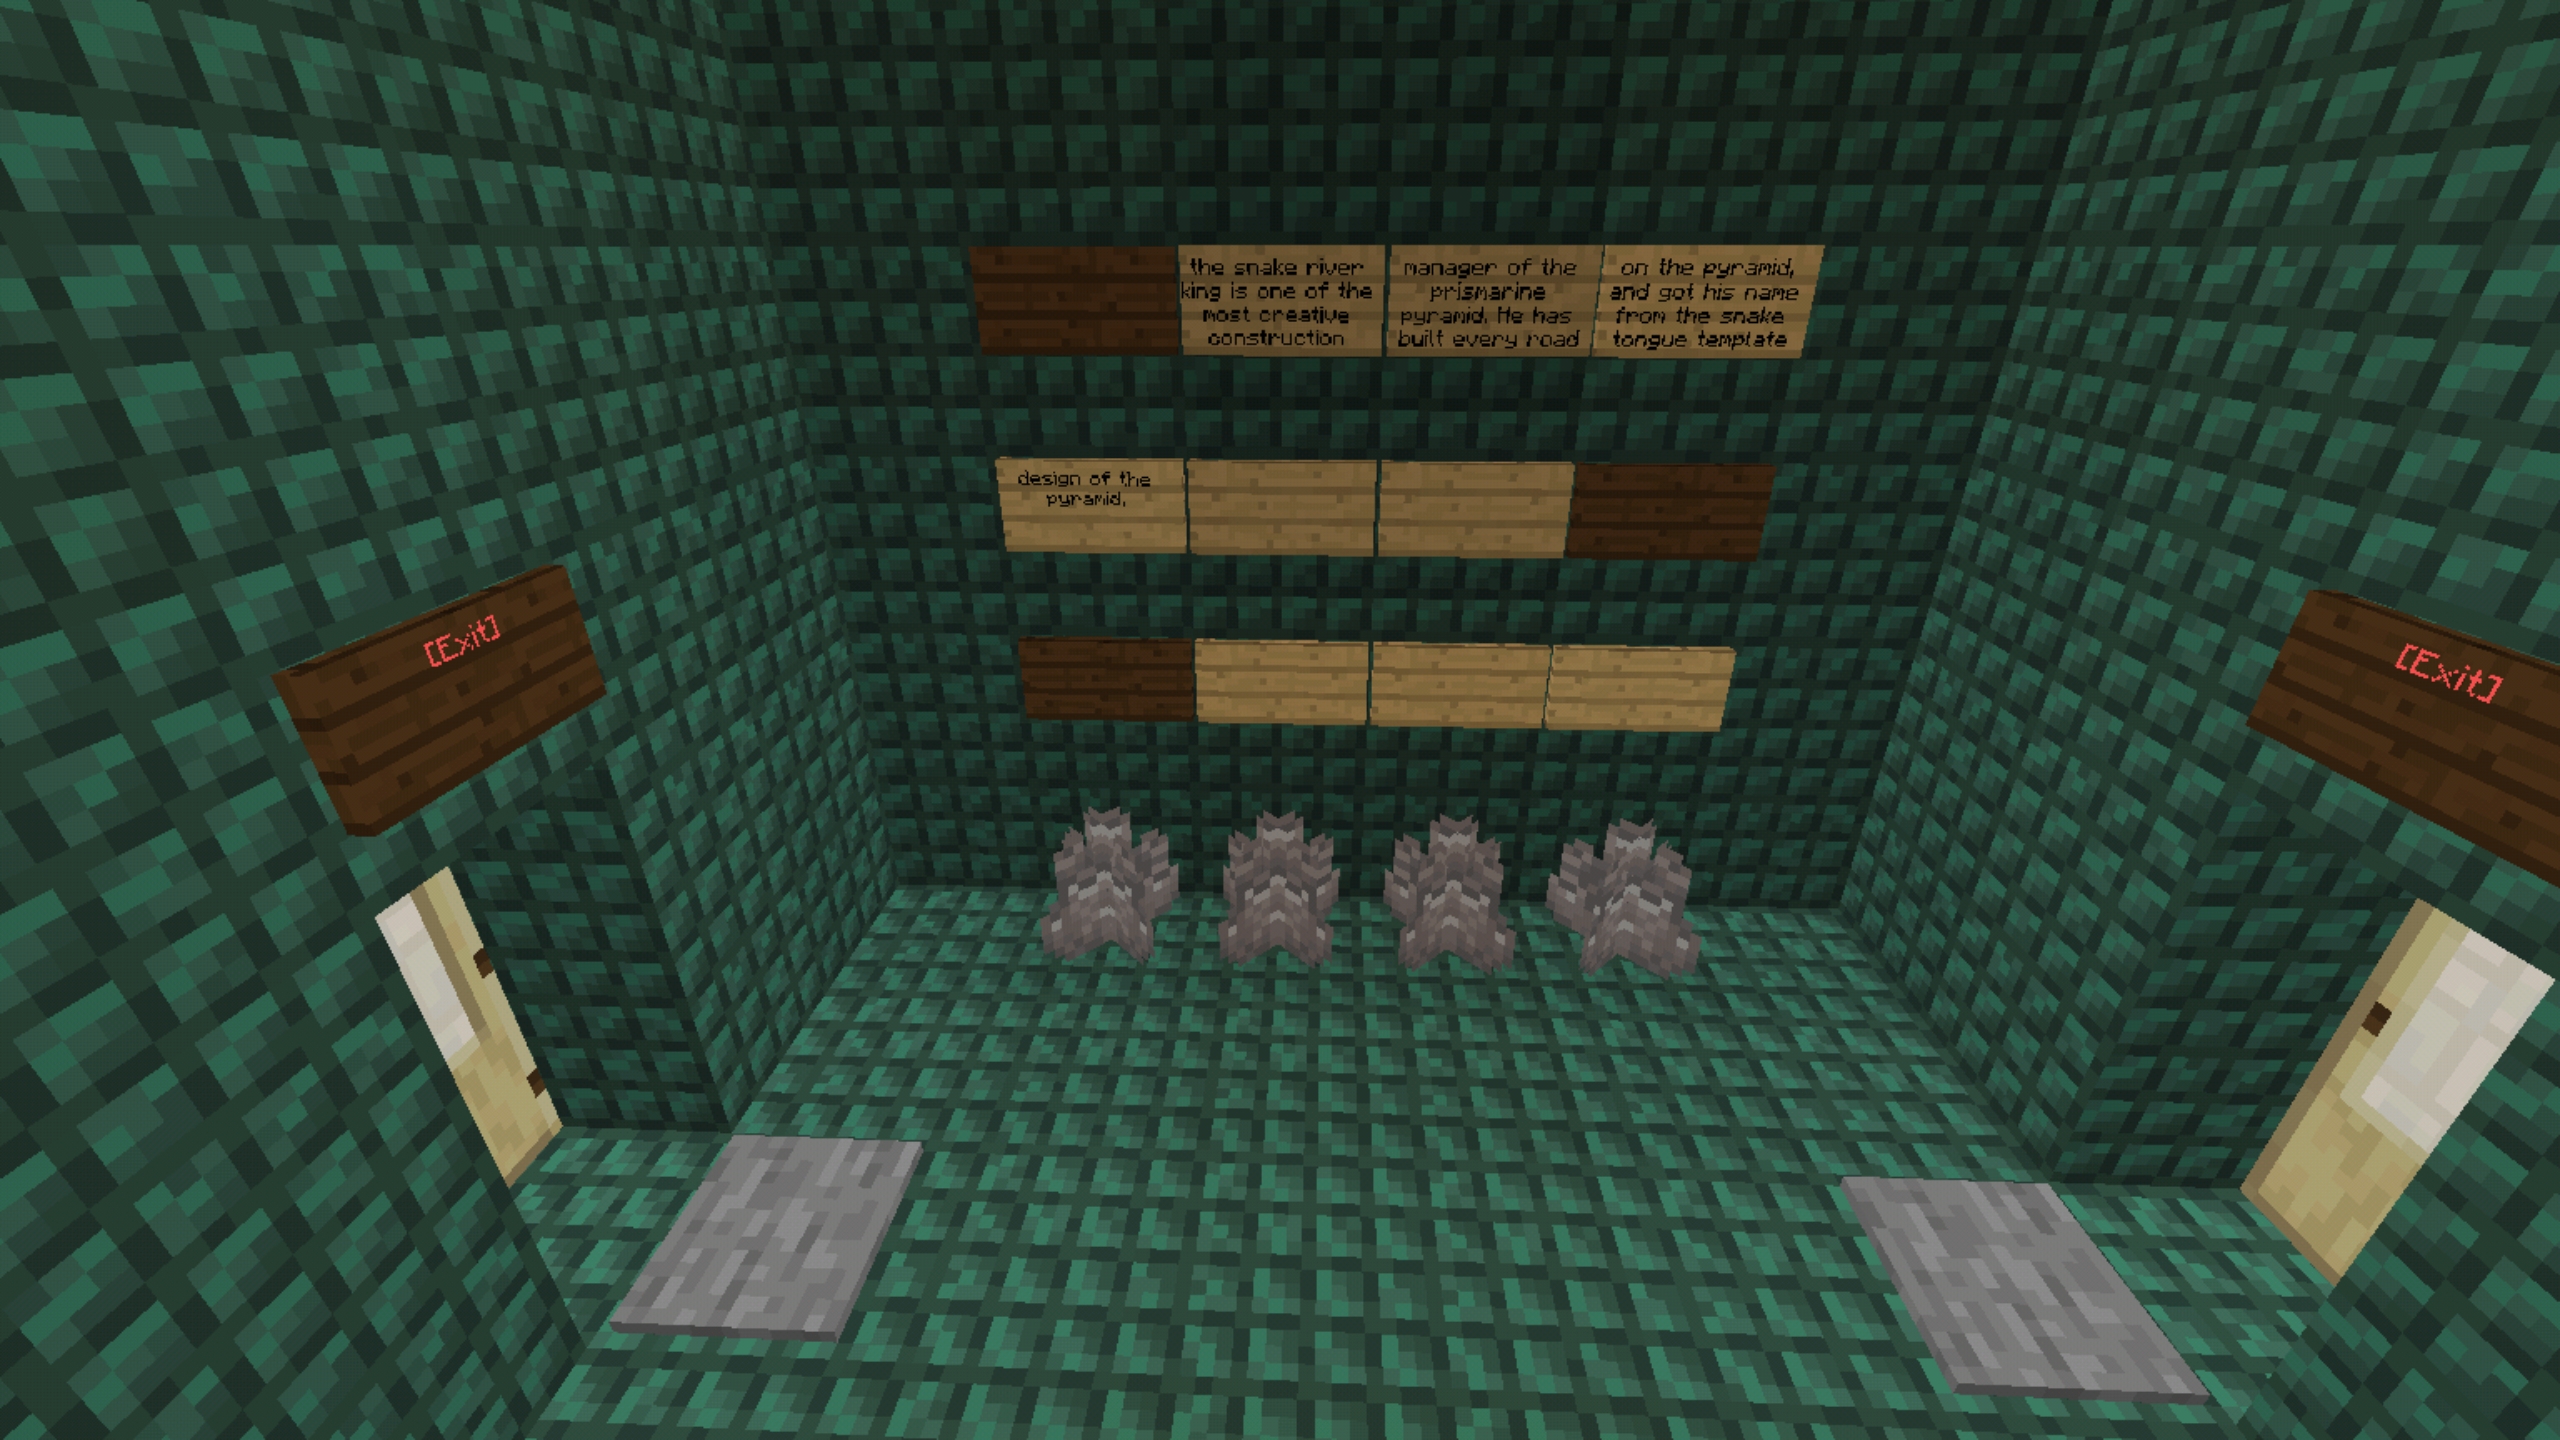 the snake river
king is one of the
most creative
construction
manager of the
prismarine
pyramid. He has
built every road
on the pyramid,
and got his name
from the snake
tongue template
design of the
pyramid.
[Exit]
[Exit]